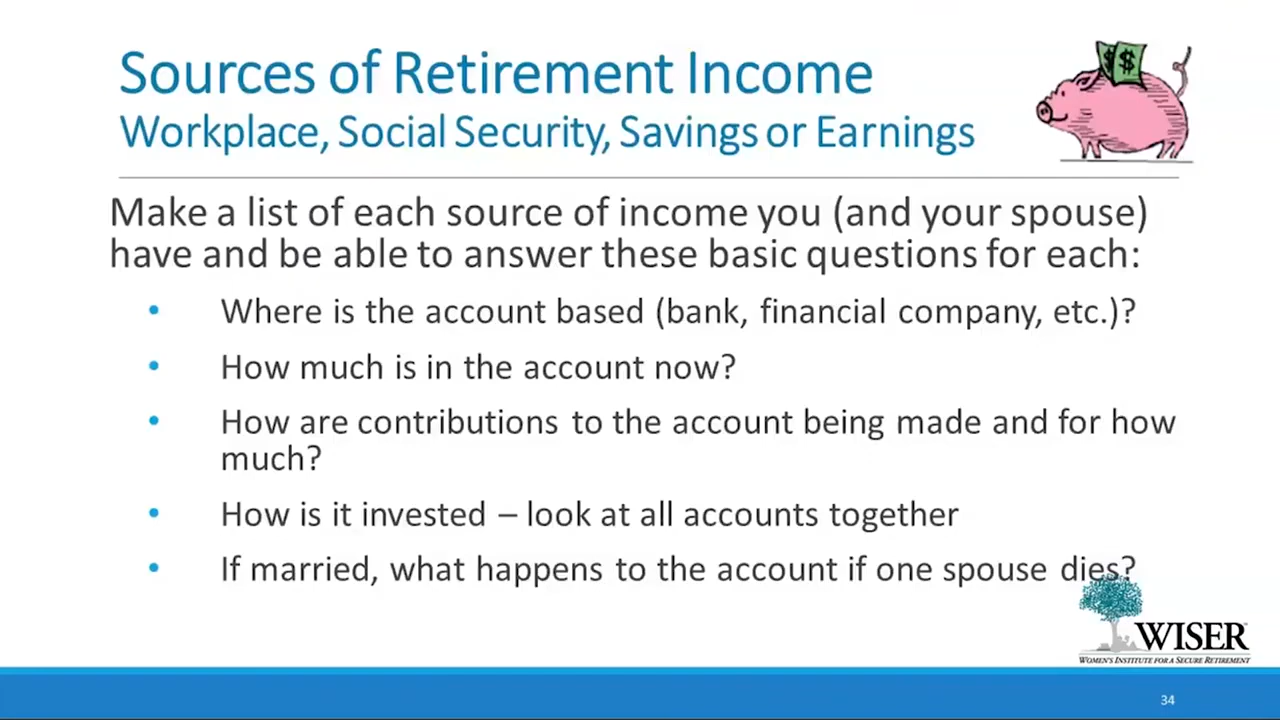 Sources of Retirement Income
Workplace, Social Security, Savings or Earnings
Make a list of each source of income you (and your spouse)
have and be able to answer these basic questions for each:
• Where is the account based (bank, financial company, etc.)?
• How much is in the account now?
• How are contributions to the account being made and for how
much?
• How is it invested – look at all accounts together
• If married, what happens to the account if one spouse dies?
$ $
WISER
WOMEN'S INSTITUTE FOR A SECURE RETIREMENT
34